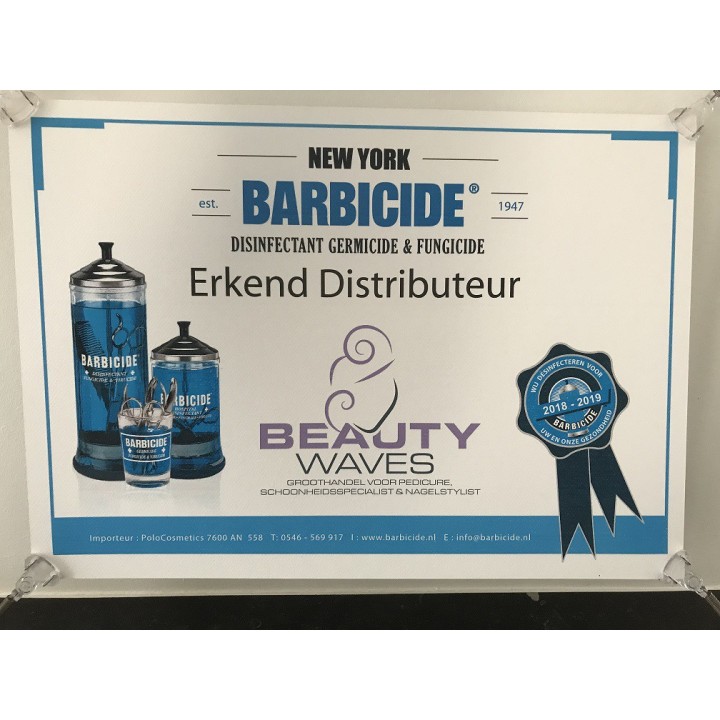 NEW YORK
est.
BARBICIDE®
1947
DISINFECTANT GERMICIDE & FUNGICIDE
Erkend Distributeur
BARBICIDE
DISINFECTANT
BARBICIDE
BARBICIDE
BEAUTY
WAVES
GROOTHANDEL VOOR PEDICURE,
SCHOONHEIDSSPECIALIST & NAGELSTYLIST
WIJ DESINFECTEREN VOOR
2018 - 2019
BARBICIDE
UW EN ONZE GEZONDHEID
Importeur : PoloCosmetics 7600 AN 558 T: 0546 - 569 917 I : www.barbicide.nl E : info@barbicide.nl